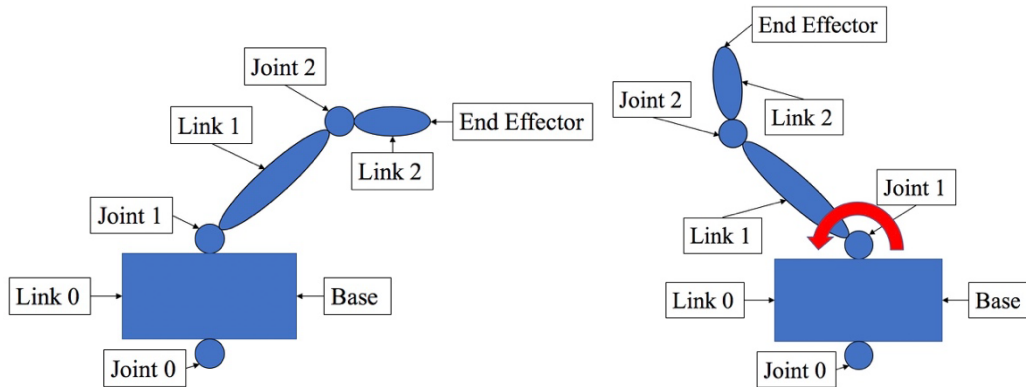 Joint 2
Link 1
End Effector
Link 2
Joint 1
Link 0
Base
Joint 0
End Effector
Joint 2
Link 2
Joint 1
Link 1
Link 0
Base
Joint 0